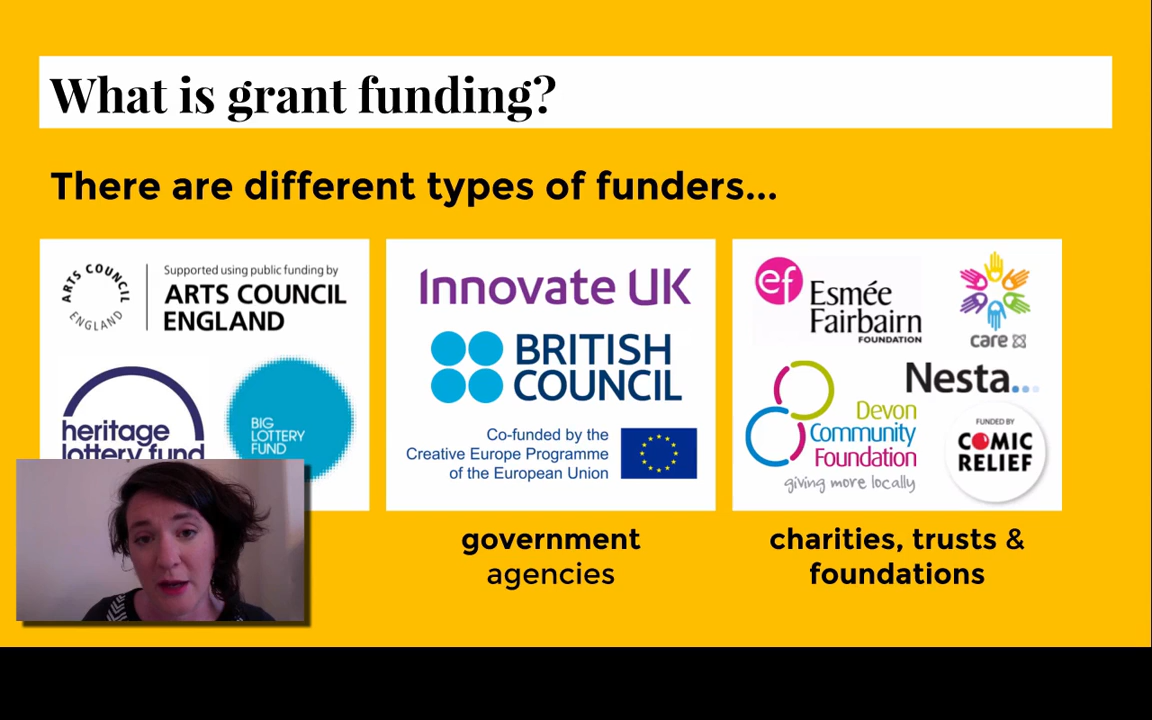 What is grant funding?
There are different types of funders...
ARTS COUNCIL
ENGLAND
Supported using public funding by
ARTS COUNCIL
ENGLAND
heritage
lottery fund
BIG
LOTTERY
FUND
Innovate UK
BRITISH
COUNCIL
Co-funded by the
Creative Europe Programme
of the European Union
government
agencies
ef
Esmée
Fairbairn
FOUNDATION
care
Nesta...
Devon
Community
Foundation
giving more locally
FUNDED BY
COMIC
RELIEF
charities, trusts &
foundations